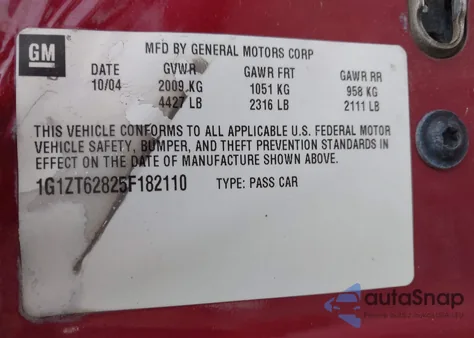 GM
MFD BY GENERAL MOTORS CORP
DATE GVWR GAWR FRT GAWR RR
10/04 2009 KG 1051 KG 958 KG
4427 LB 2316 LB 2111 LB
THIS VEHICLE CONFORMS TO ALL APPLICABLE U.S. FEDERAL MOTOR
VEHICLE SAFETY, BUMPER, AND THEFT PREVENTION STANDARDS IN
EFFECT ON THE DATE OF MANUFACTURE SHOWN ABOVE.
1G1ZT62825F182110 TYPE: PASS CAR
autaSnap